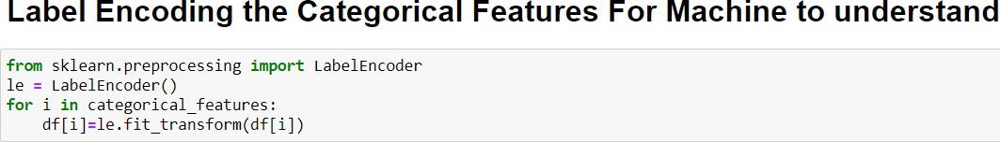 Label Encoding the Categorical Features For Machine to understand
from sklearn.preprocessing import LabelEncoder
le = LabelEncoder()
for i in categorical_features:
    df[i]=le.fit_transform(df[i])